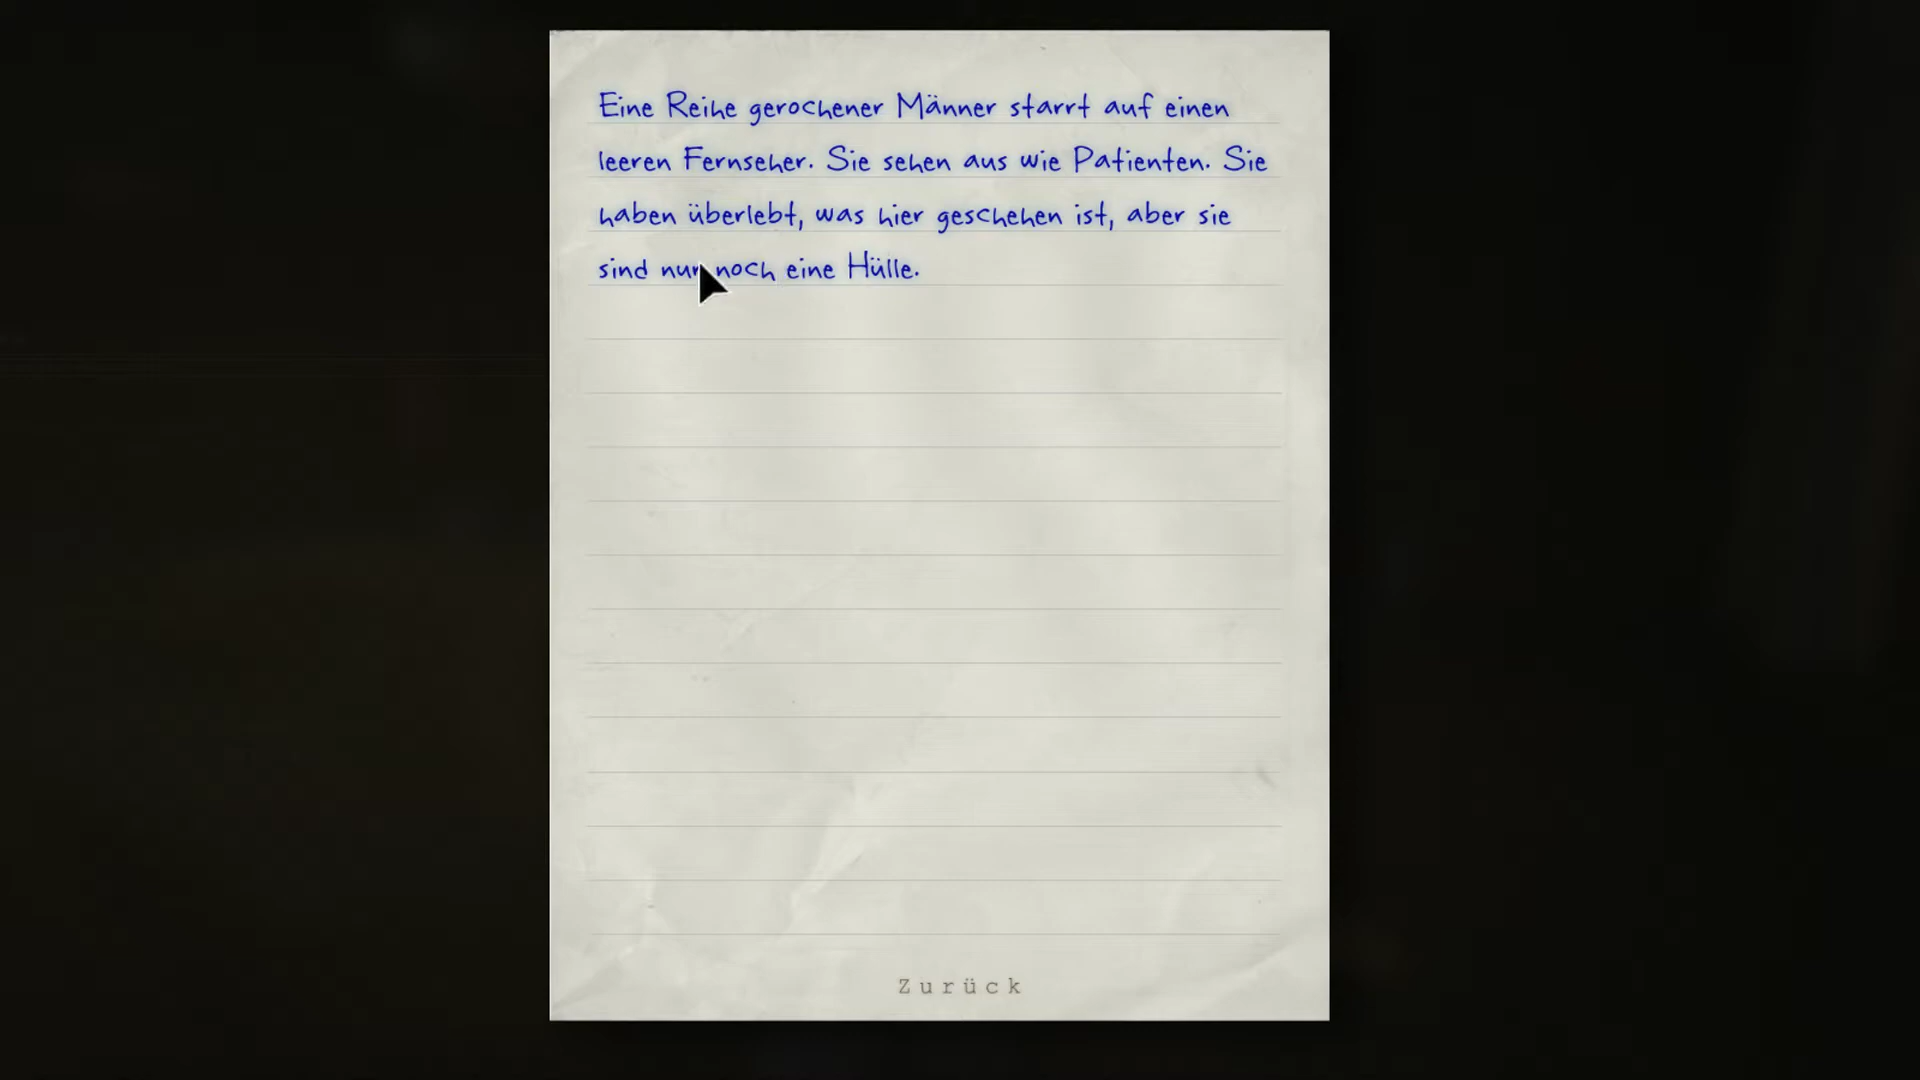 Eine Reihe gerochener Männer starrt auf einen
leeren Fernseher. Sie sehen aus wie Patienten. Sie
haben überlebt, was hier geschehen ist, aber sie
sind nur noch eine Hülle.
Zurück